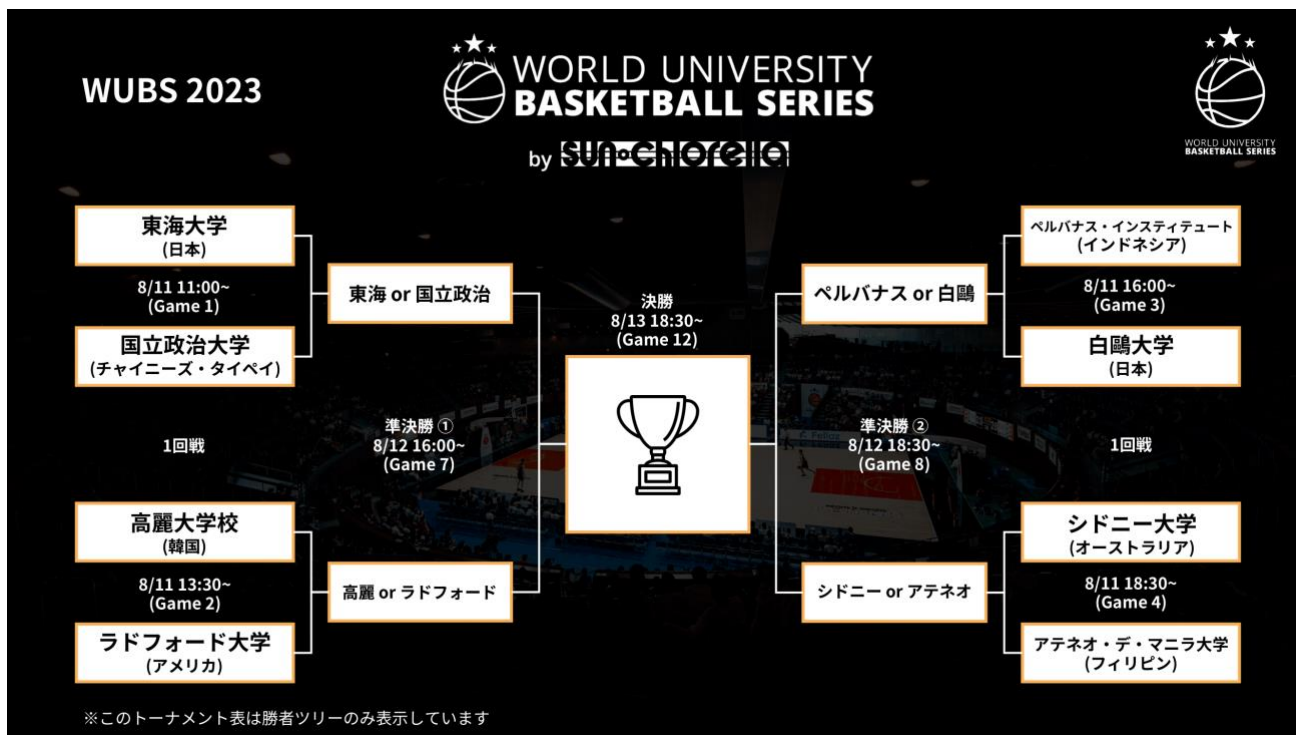 WUBS 2023
WORLD UNIVERSITY
BASKETBALL SERIES
by sun・chlorella
WORLD UNIVERSITY
BASKETBALL SERIES
東海大学
(日本)
8/11 11:00~
(Game 1)
国立政治大学
(チャイニーズ・タイペイ)
1回戦
高麗大学校
(韓国)
8/11 13:30~
(Game 2)
ラドフォード大学
(アメリカ)
東海 or 国立政治
準決勝 ①
8/12 16:00~
(Game 7)
高麗 or ラドフォード
決勝
8/13 18:30~
(Game 12)
ペルバナス or 白鷗
準決勝 ②
8/12 18:30~
(Game 8)
シドニー or アテネオ
ペルバナス・インスティテュート
(インドネシア)
8/11 16:00~
(Game 3)
白鷗大学
(日本)
1回戦
シドニー大学
(オーストラリア)
8/11 18:30~
(Game 4)
アテネオ・デ・マニラ大学
(フィリピン)
※このトーナメント表は勝者ツリーのみ表示しています